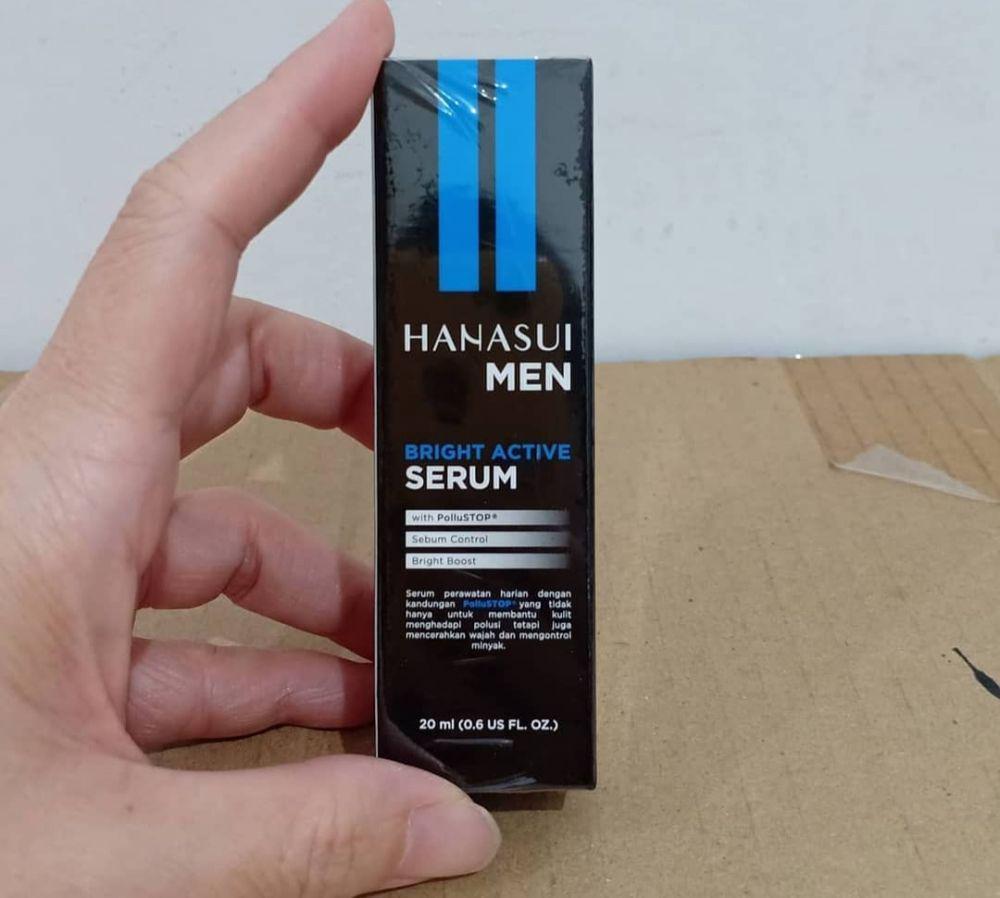 HANASUI
MEN
BRIGHT ACTIVE
SERUM
with PolluSTOP®
Sebum Control
Bright Boost
Serum perawatan harian dengan
kandungan PolluSTOP® yang tidak
hanya untuk membantu kulit
menghadapi polusi tetapi juga
mencerahkan wajah dan mengontrol
minyak.
20 ml (0.6 US FL. OZ.)